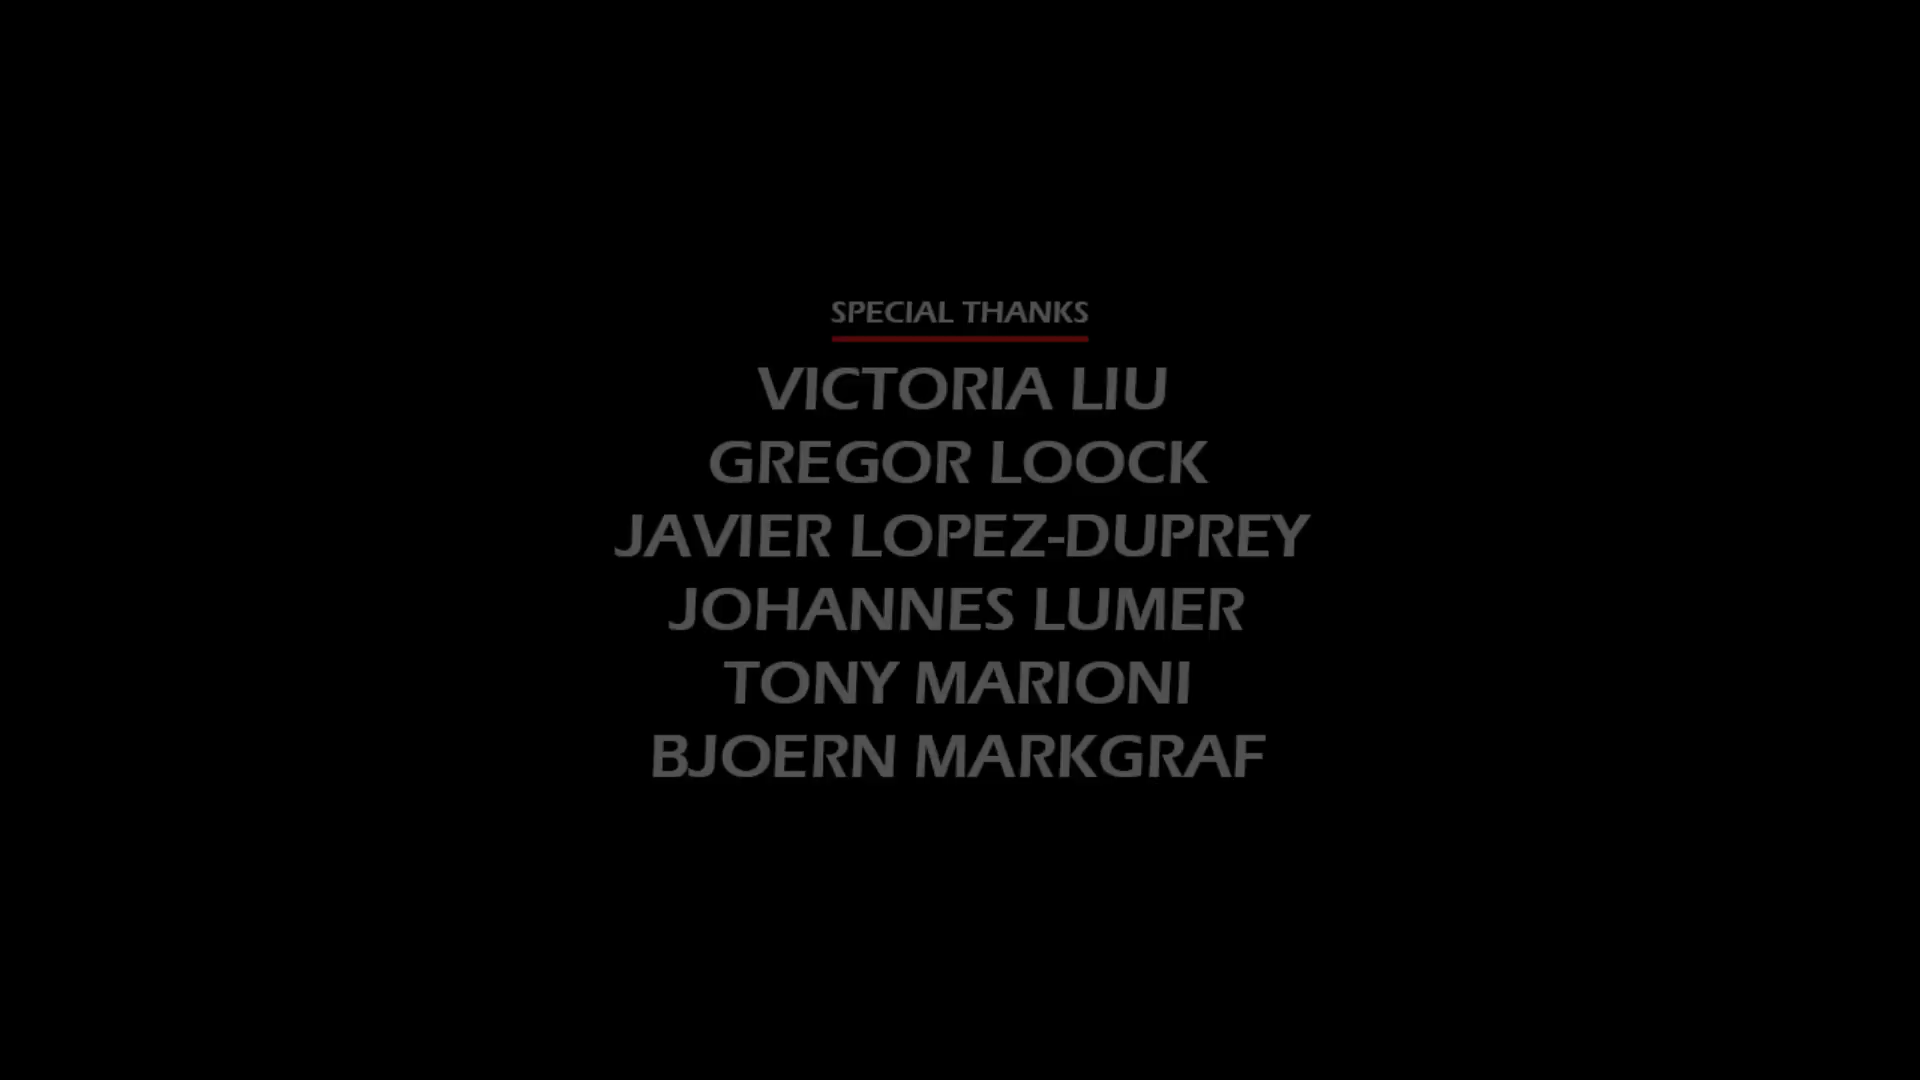 SPECIAL THANKS
VICTORIA LIU
GREGOR LOOCK
JAVIER LOPEZ-DUPREY
JOHANNES LUMER
TONY MARIONI
BJOERN MARKGRAF